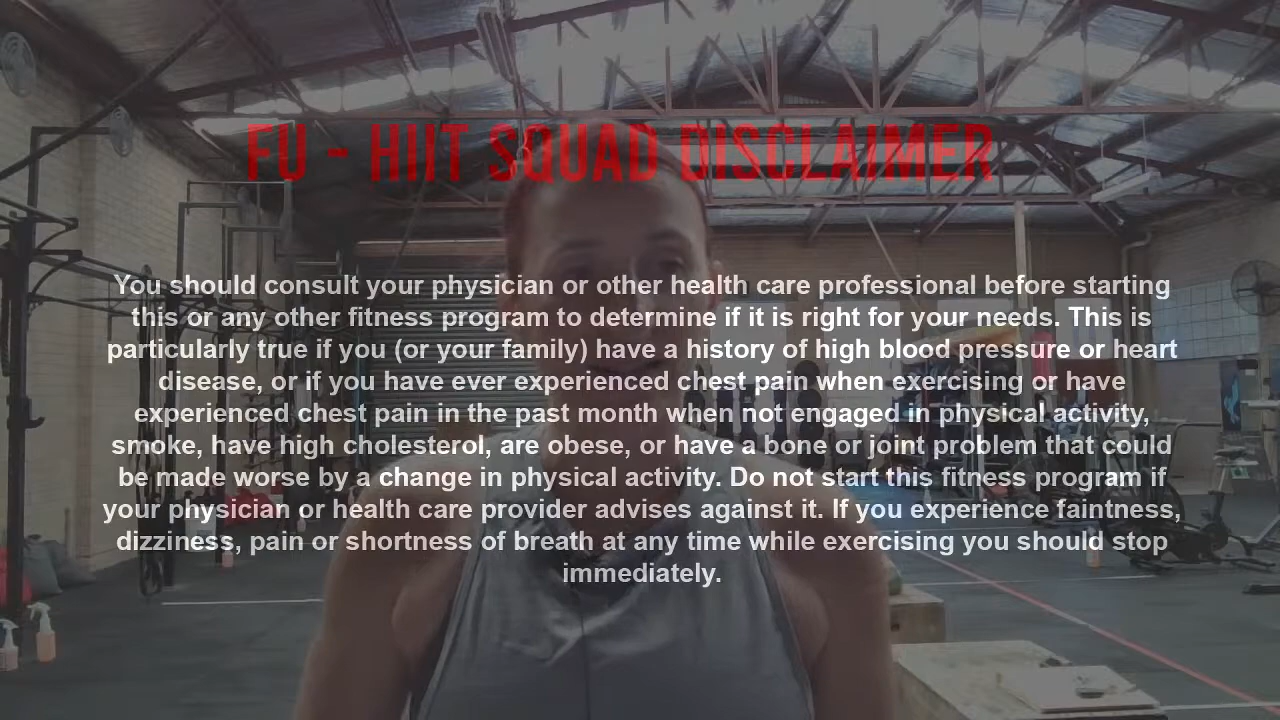 FU - HIIT SQUAD DISCLAIMER
You should consult your physician or other health care professional before starting
this or any other fitness program to determine if it is right for your needs. This is
particularly true if you (or your family) have a history of high blood pressure or heart
disease, or if you have ever experienced chest pain when exercising or have
experienced chest pain in the past month when not engaged in physical activity,
smoke, have high cholesterol, are obese, or have a bone or joint problem that could
be made worse by a change in physical activity. Do not start this fitness program if
your physician or health care provider advises against it. If you experience faintness,
dizziness, pain or shortness of breath at any time while exercising you should stop
immediately.